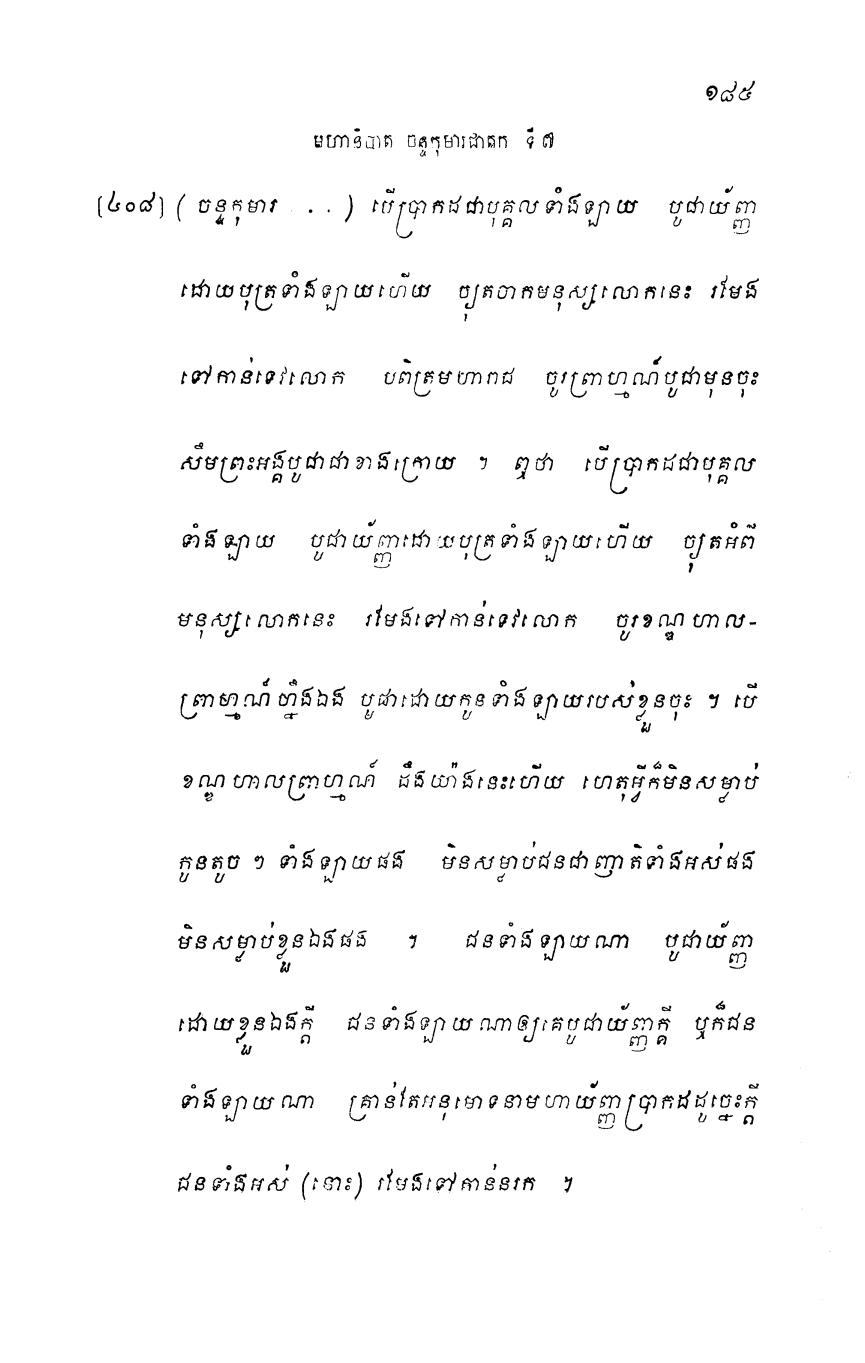 ១៨៥
មហានិបាត ចន្ទកុមារជាតក ទី ៧
[៤០៨] ( ចន្ទកុមារ . . ) បើប្រាកដជាបុគ្គលទាំងឡាយ បូជាយ័ញ្ញ
ដោយបុត្រទាំងឡាយហើយ ច្យុតចាកមនុស្សលោកនេះ រមែង
ទៅកាន់ទេវលោក បពិត្រមហារាជ ចូរព្រាហ្មណ៍បូជាមុនចុះ
សឹមព្រះអង្គបូជាជាខាងក្រោយ ។ ឮថា បើប្រាកដជាបុគ្គល
ទាំងឡាយ បូជាយ័ញ្ញដោយបុត្រទាំងឡាយហើយ ច្យុតអំពី
មនុស្សលោកនេះ រមែងទៅកាន់ទេវលោក ចូរខណ្ឌហាល-
ព្រាហ្មណ៍ហ្នឹងឯង បូជាដោយកូនទាំងឡាយរបស់ខ្លួនចុះ ។ បើ
ខណ្ឌហាលព្រាហ្មណ៍ ដឹងយ៉ាងនេះហើយ ហេតុអ្វីក៏មិនសម្លាប់
កូនតូច ៗ ទាំងឡាយផង មិនសម្លាប់ជនជាញាតិទាំងអស់ផង
មិនសម្លាប់ខ្លួនឯងផង ។ ជនទាំងឡាយណា បូជាយ័ញ្ញ
ដោយខ្លួនឯងក្តី ជនទាំងឡាយណាឲ្យគេបូជាយ័ញ្ញក្គី ឬក៏ជន
ទាំងឡាយណា គ្រាន់តែអនុមោទនាមហាយ័ញ្ញប្រាកដដូច្នេះក្តី
ជនទាំងអស់ (នោះ) រមែងទៅកាន់នរក ។